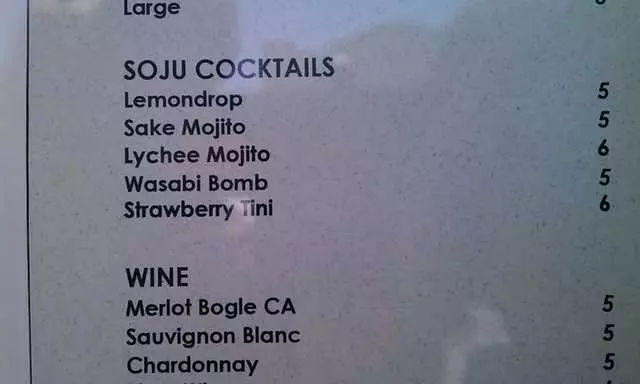 Large
SOJU COCKTAILS
Lemondrop 5
Sake Mojito 5
Lychee Mojito 6
Wasabi Bomb 5
Strawberry Tini 6
WINE
Merlot Bogle CA 5
Sauvignon Blanc 5
Chardonnay 5